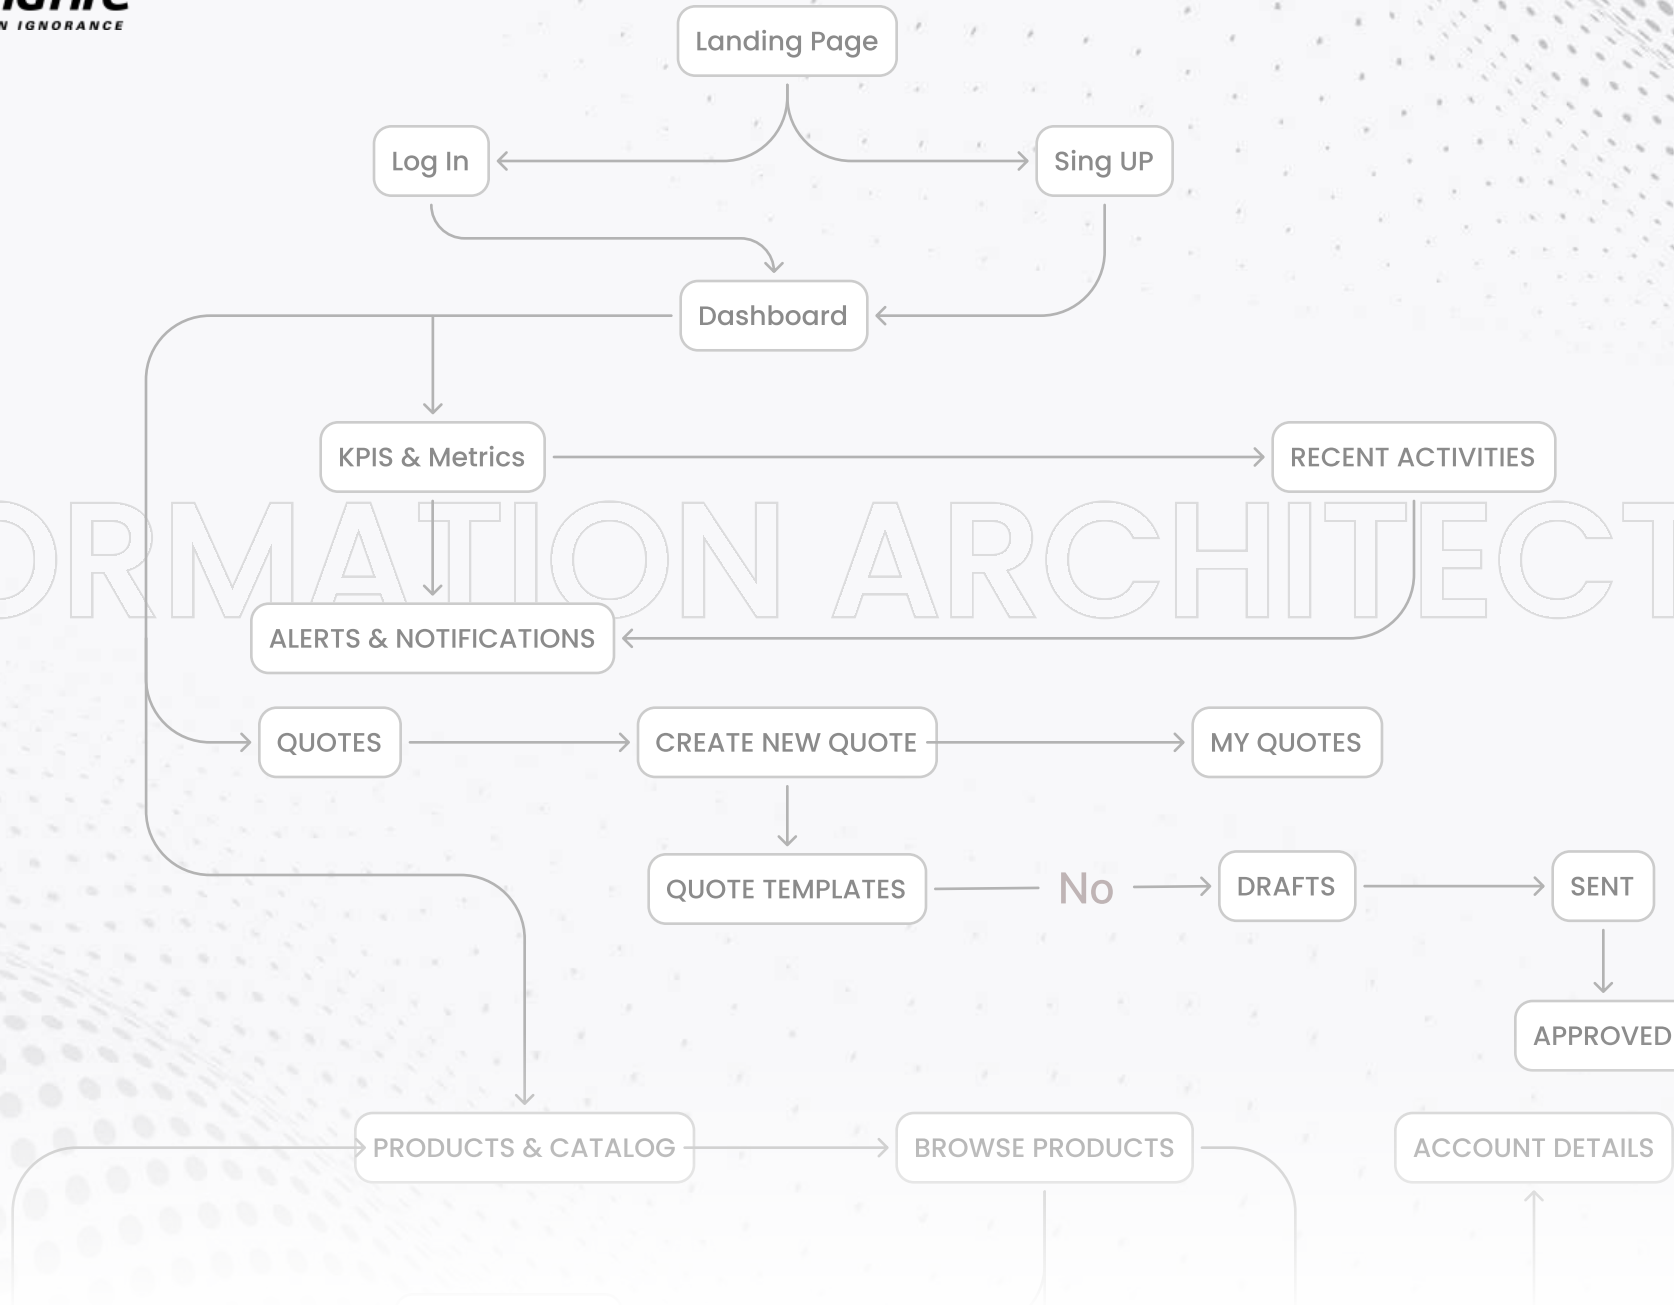 N IGNORANCE
Landing Page
Log In
Sing UP
Dashboard
KPIS & Metrics
RECENT ACTIVITIES
ORMATION ARCHITECT
ALERTS & NOTIFICATIONS
QUOTES
CREATE NEW QUOTE
MY QUOTES
QUOTE TEMPLATES
No
DRAFTS
SENT
APPROVED
PRODUCTS & CATALOG
BROWSE PRODUCTS
ACCOUNT DETAILS